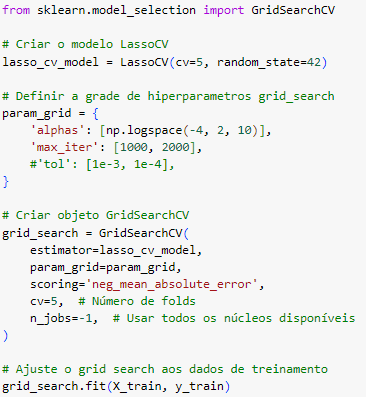 from sklearn.model_selection import GridSearchCV

# Criar o modelo LassoCV
lasso_cv_model = LassoCV(cv=5, random_state=42)

# Definir a grade de hiperparametros grid_search
param_grid = {
    'alphas': [np.logspace(-4, 2, 10)],
    'max_iter': [1000, 2000],
    #'tol': [1e-3, 1e-4],
}

# Criar objeto GridSearchCV
grid_search = GridSearchCV(
    estimator=lasso_cv_model,
    param_grid=param_grid,
    scoring='neg_mean_absolute_error',
    cv=5,  # Número de folds
    n_jobs=-1,  # Usar todos os núcleos disponíveis
)

# Ajuste o grid search aos dados de treinamento
grid_search.fit(X_train, y_train)